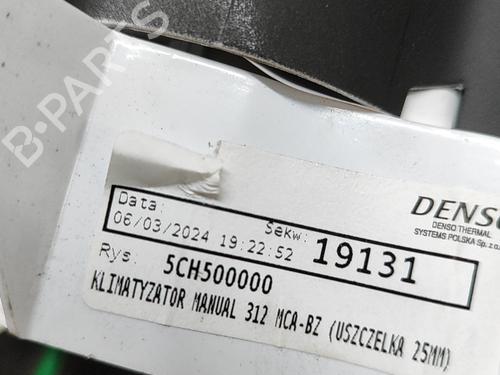 B-PARTS
DENSO
DENSO THERMAL
SYSTEMS POLSKA Sp. z.o.
Data:
06/03/2024 19:22:52
Sekw:
19131
Rys:
5CH500000
KLIMATYZATOR MANUAL 312 MCA-BZ (USZCZELKA 25MM)